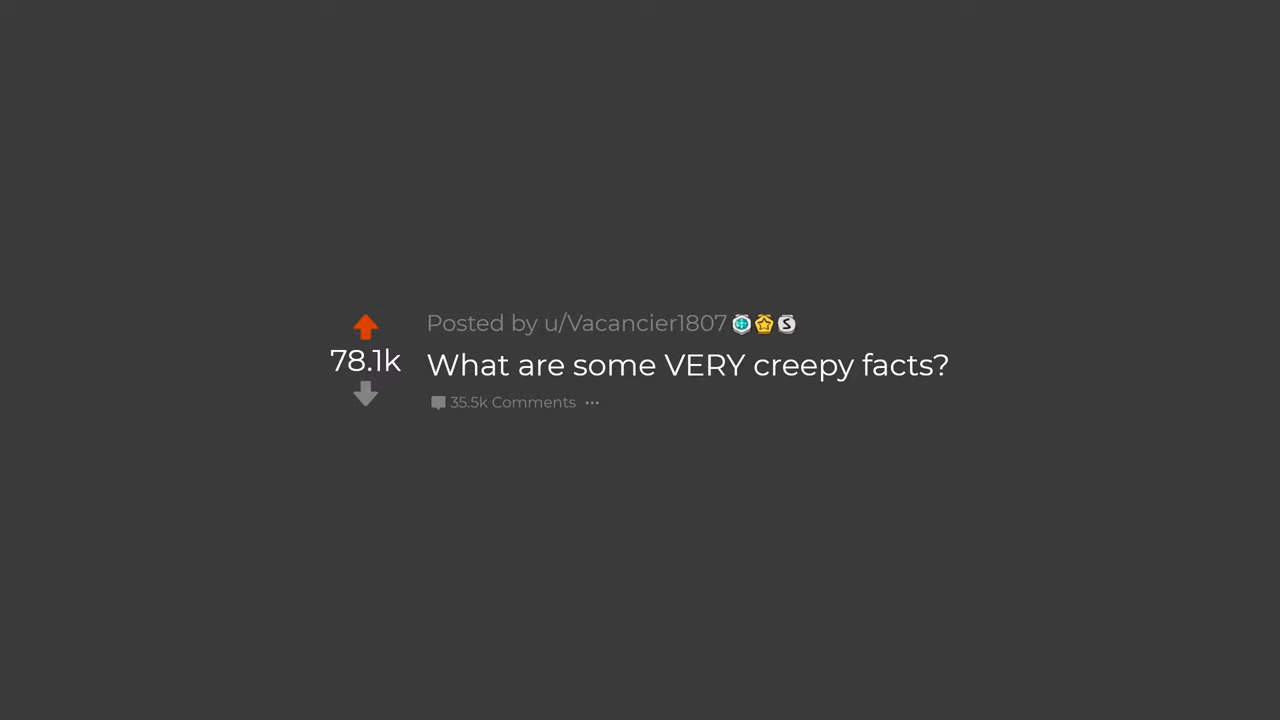 Posted by u/Vacancier1807
78.1k
What are some VERY creepy facts?
35.5k Comments ...